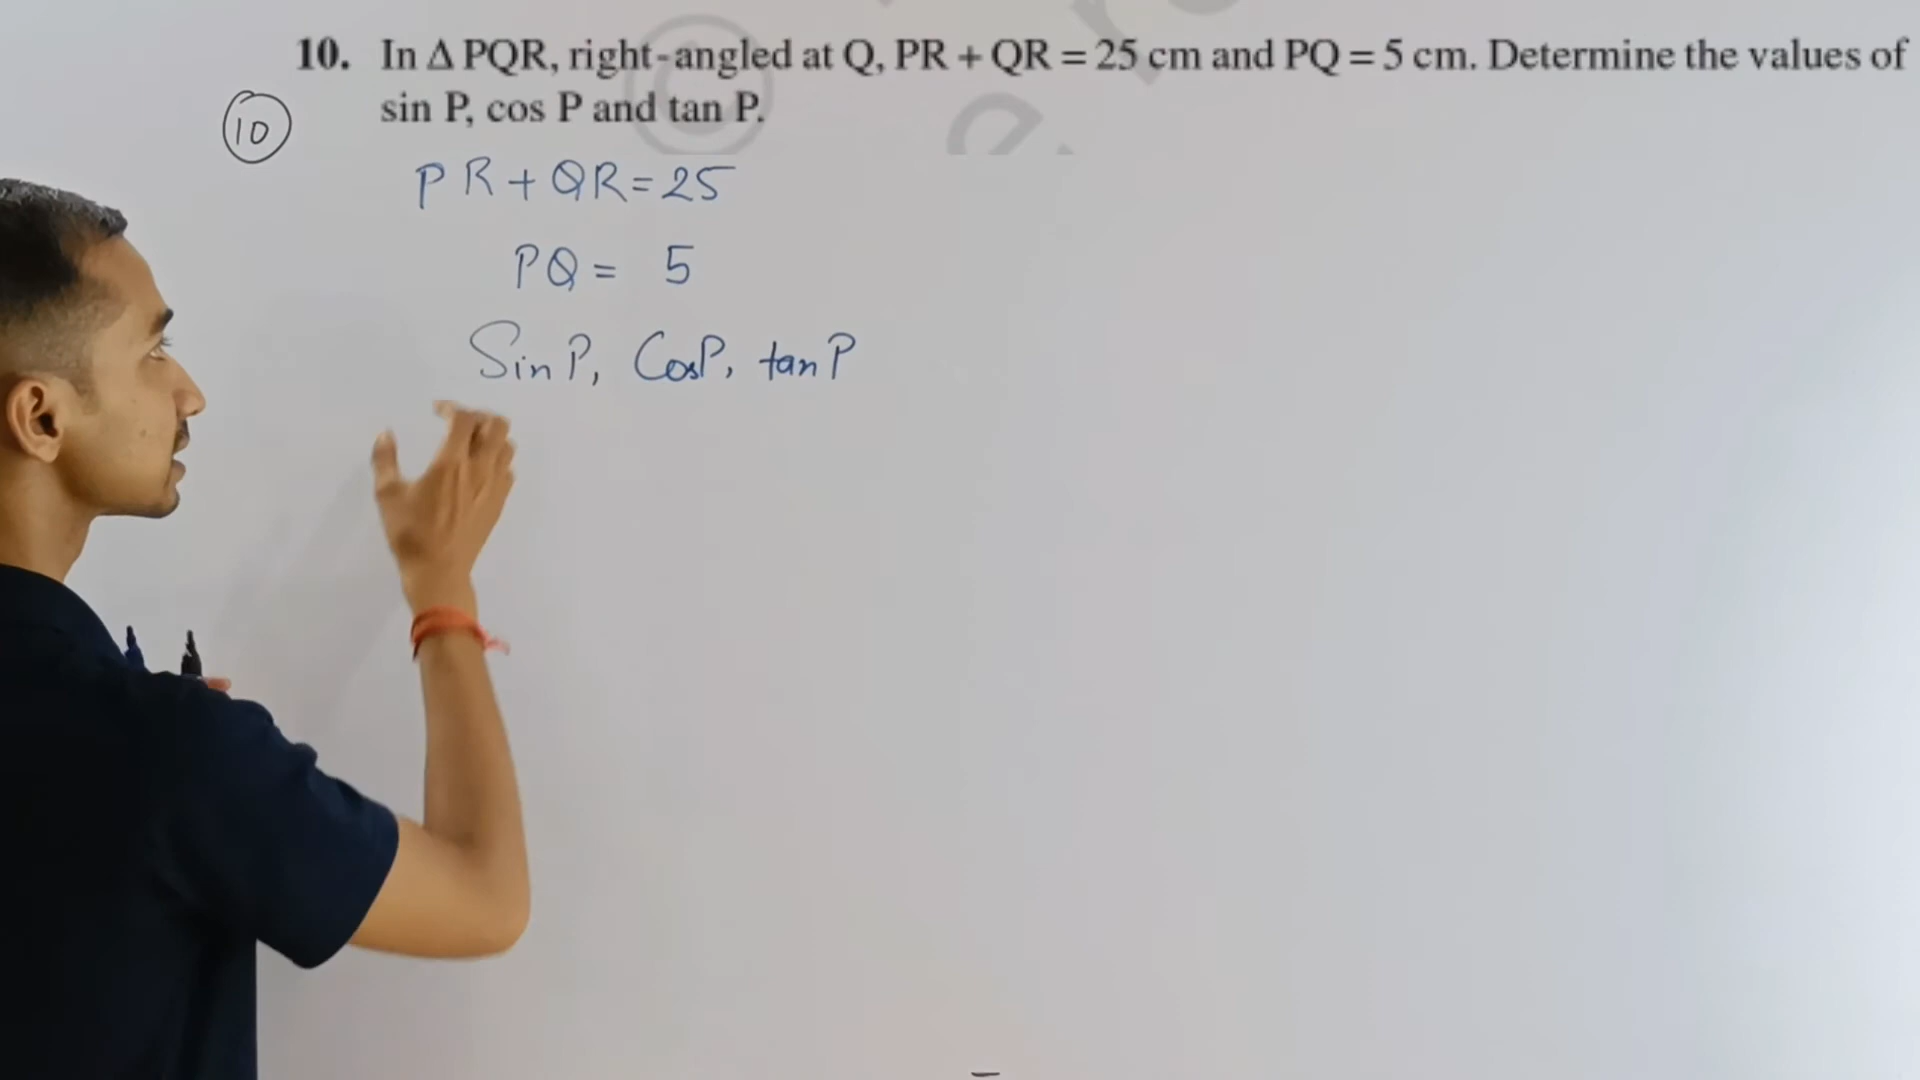 10. In Δ PQR, right-angled at Q, PR + QR = 25 cm and PQ = 5 cm. Determine the values of
sin P, cos P and tan P.
10
PR + QR = 25
PQ = 5
Sin P, Cos P, tan P